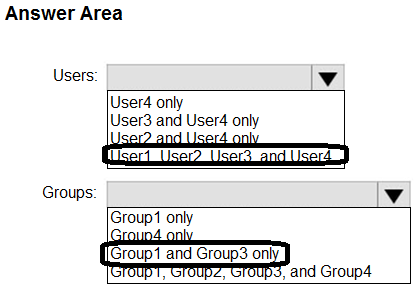 Answer Area
Users:
User4 only
User3 and User4 only
User2 and User4 only
User1, User2, User3, and User4
Groups:
Group1 only
Group4 only
Group1 and Group3 only
Group1, Group2, Group3, and Group4